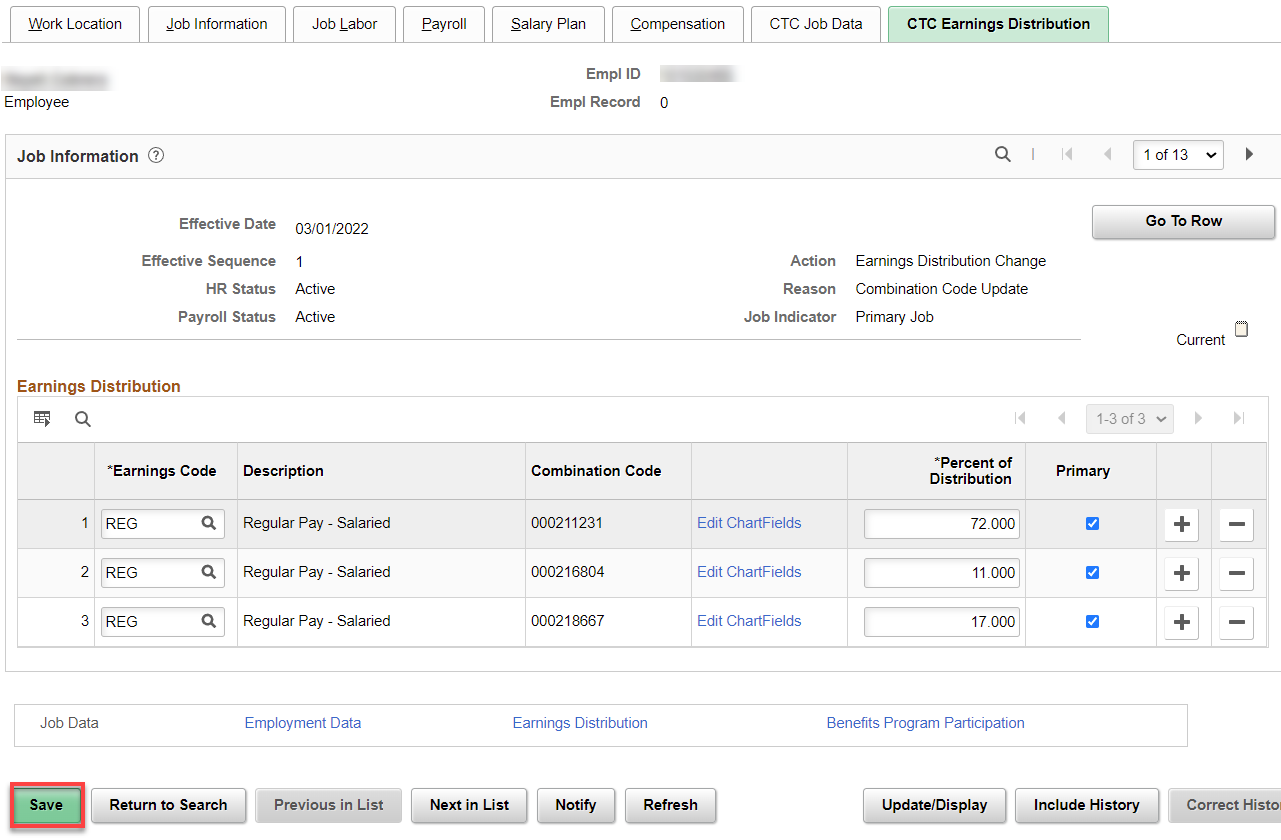 Work Location Job Information Job Labor Payroll Salary Plan Compensation CTC Job Data CTC Earnings Distribution
Empl ID
Employee
Empl Record 0
Job Information ?
1 of 13
Go To Row
Effective Date 03/01/2022
Effective Sequence 1 Action Earnings Distribution Change
HR Status Active Reason Combination Code Update
Payroll Status Active Job Indicator Primary Job
Current
Earnings Distribution
1-3 of 3
*Earnings Code Description Combination Code *Percent of Distribution Primary
1 REG Regular Pay - Salaried 000211231 Edit ChartFields 72.000
2 REG Regular Pay - Salaried 000216804 Edit ChartFields 11.000
3 REG Regular Pay - Salaried 000218667 Edit ChartFields 17.000
Job Data Employment Data Earnings Distribution Benefits Program Participation
Save Return to Search Previous in List Next in List Notify Refresh Update/Display Include History Correct Histor